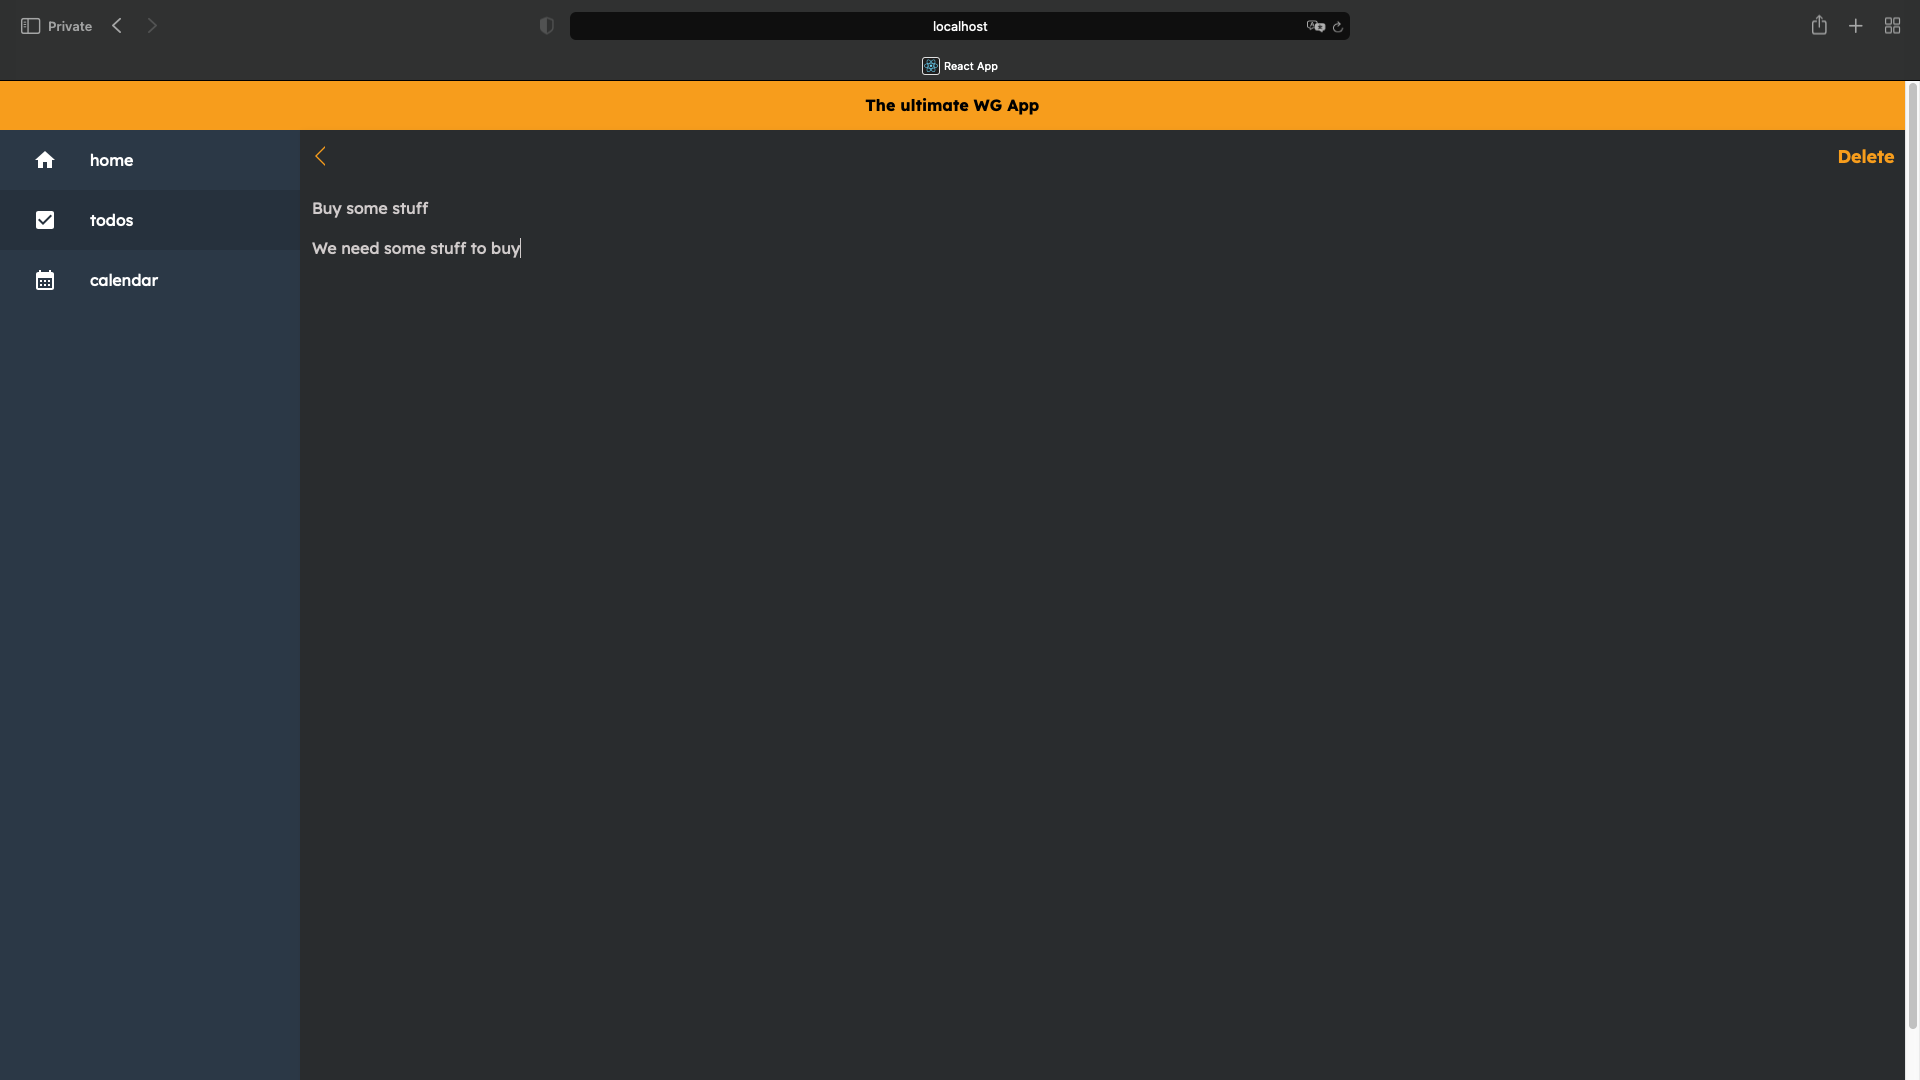 Private
localhost
React App
The ultimate WG App
home
todos
calendar
Delete
Buy some stuff
We need some stuff to buy